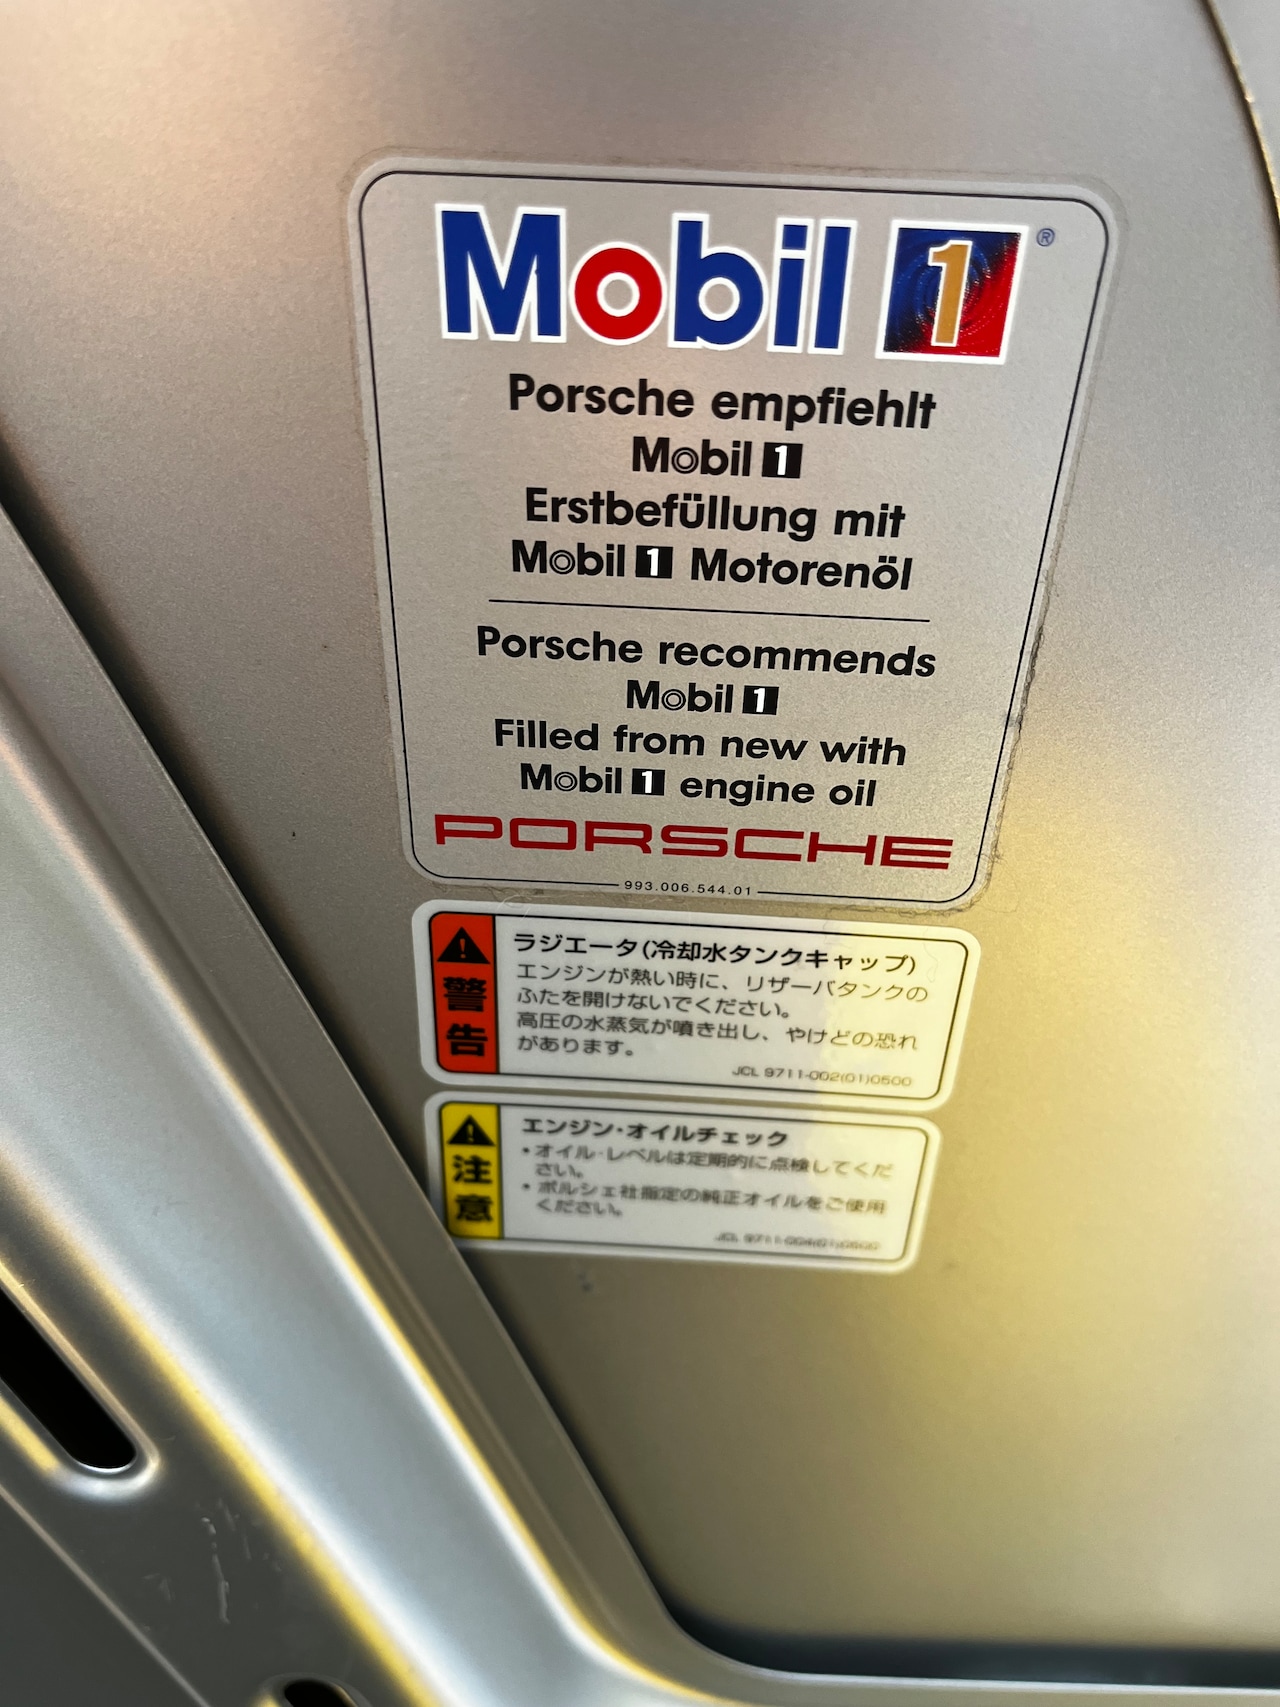 Mobil 1 ®
Porsche empfiehlt
Mobil 1
Erstbefüllung mit
Mobil 1 Motorenöl
Porsche recommends
Mobil 1
Filled from new with
Mobil 1 engine oil
PORSCHE
993.006.544.01
警告
ラジエータ(冷却水タンクキャップ)
エンジンが熱い時に、リザーバタンクの
ふたを開けないでください。
高圧の水蒸気が噴き出し、やけどの恐れ
があります。
JCL 9711-002(01)0500
注意
エンジン・オイルチェック
・オイル・レベルは定期的に点検してくだ
さい。
・ポルシェ社指定の純正オイルをご使用
ください。
JCL 9711-004(01)0500